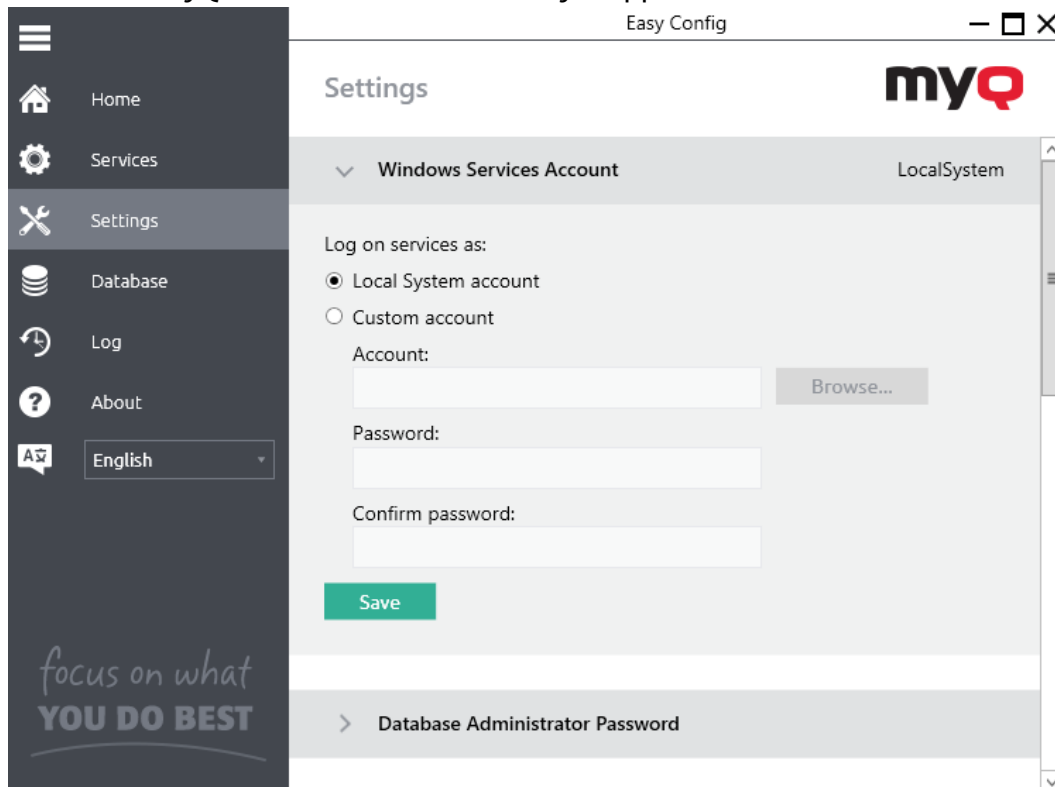 Easy Config
Home
Services
Settings
Database
Log
About
English
focus on what
YOU DO BEST
Settings
myQ
Windows Services Account
LocalSystem
Log on services as:
Local System account
Custom account
Account:
Browse...
Password:
Confirm password:
Save
Database Administrator Password